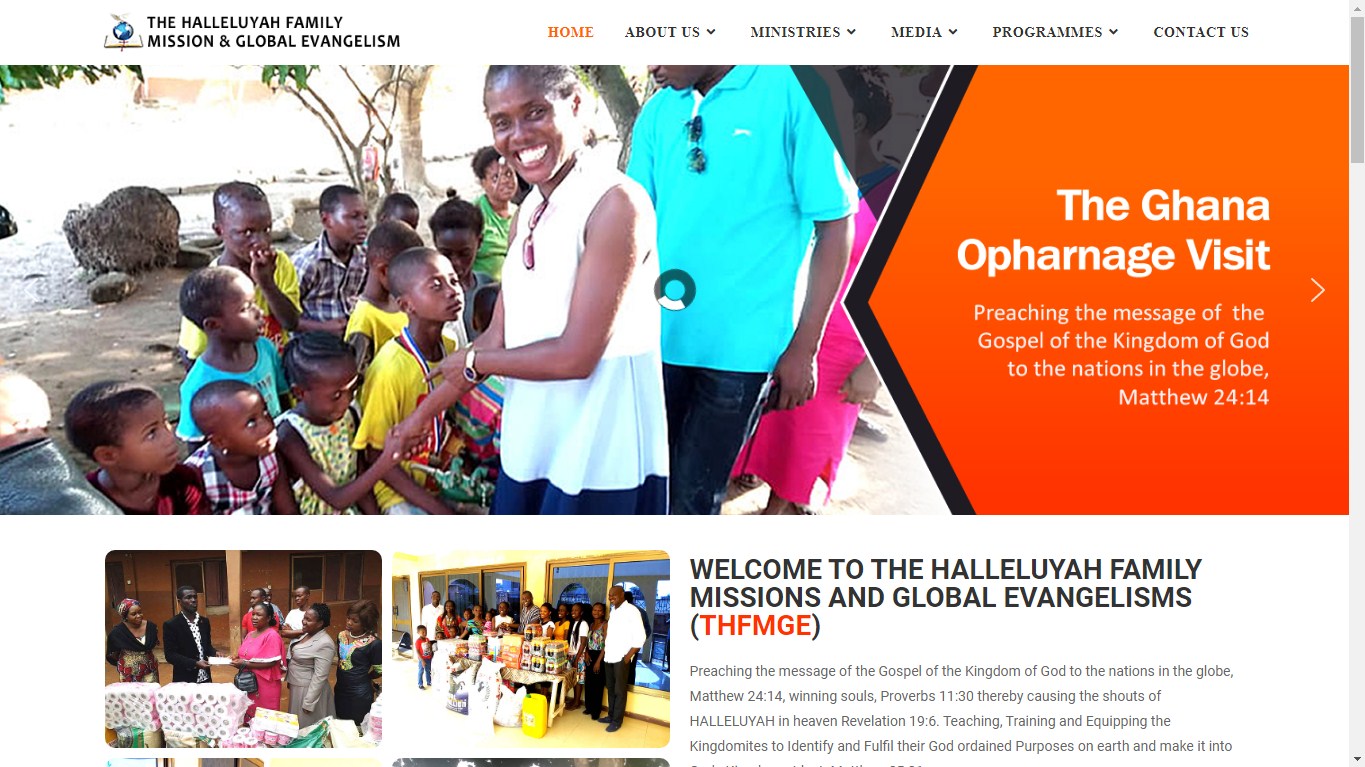 THE HALLELUYAH FAMILY
MISSION & GLOBAL EVANGELISM
HOME ABOUT US MINISTRIES MEDIA PROGRAMMES CONTACT US
The Ghana
Opharnage Visit
Preaching the message of the
Gospel of the Kingdom of God
to the nations in the globe,
Matthew 24:14
WELCOME TO THE HALLELUYAH FAMILY
MISSIONS AND GLOBAL EVANGELISMS
(THFMGE)
Preaching the message of the Gospel of the Kingdom of God to the nations in the globe,
Matthew 24:14, winning souls, Proverbs 11:30 thereby causing the shouts of
HALLELUYAH in heaven Revelation 19:6. Teaching, Training and Equipping the
Kingdomites to Identify and Fulfil their God ordained Purposes on earth and make it into